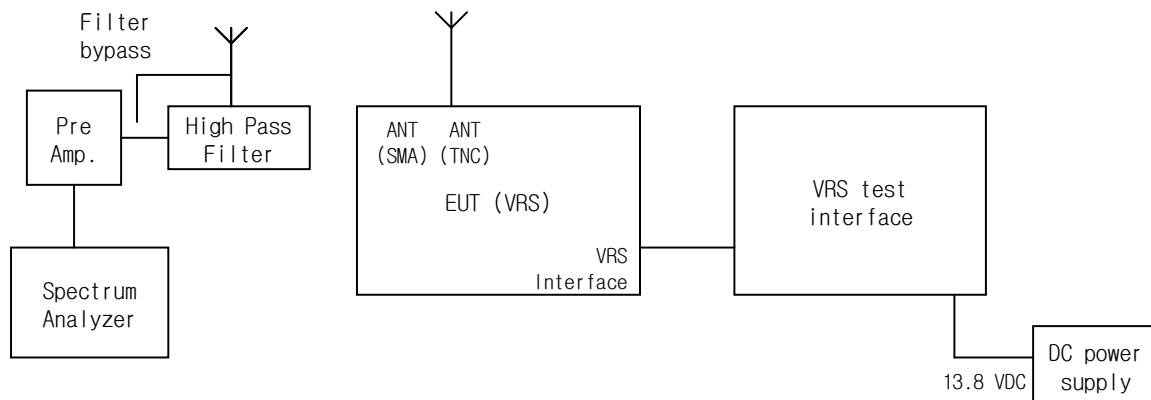 Filter
bypass
Pre
Amp.
High Pass
Filter
Spectrum
Analyzer
ANT ANT
(SMA) (TNC)
EUT (VRS)
VRS
Interface
VRS test
interface
13.8 VDC
DC power
supply